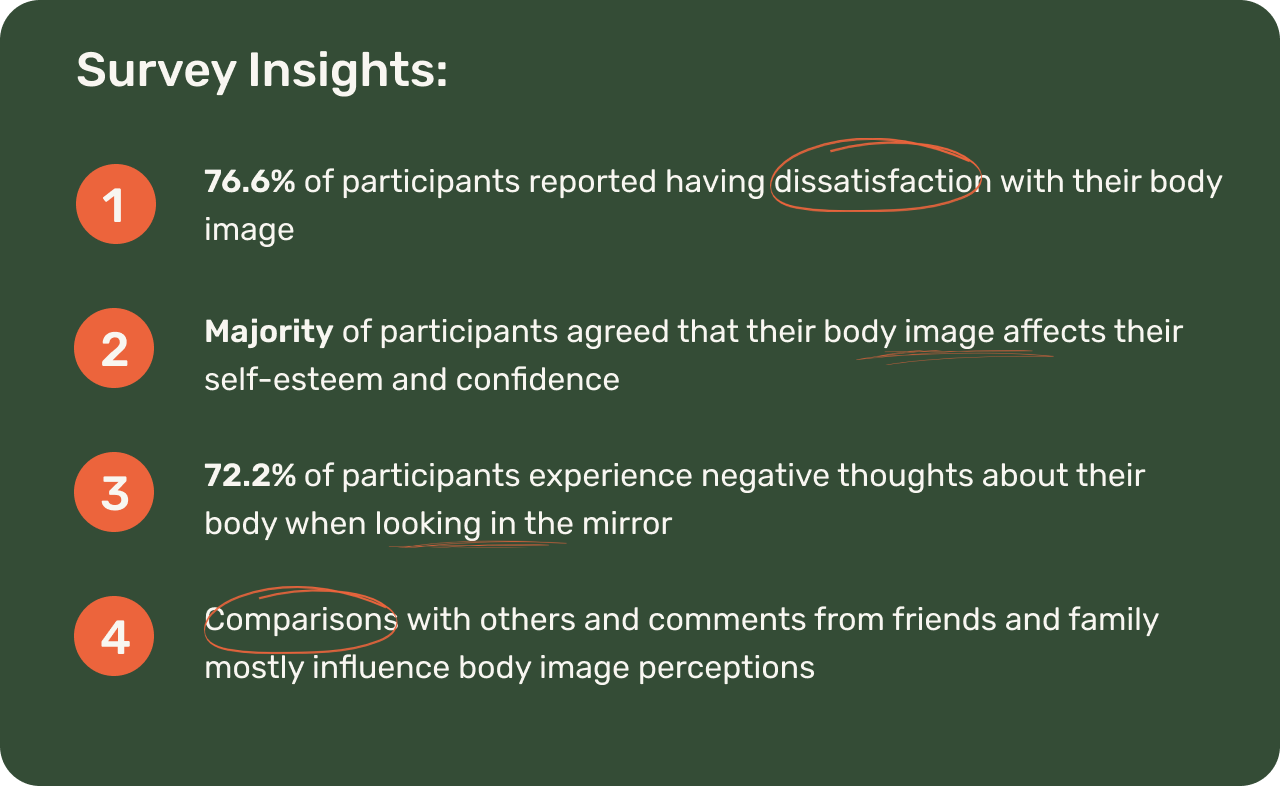 Survey Insights:
1
76.6% of participants reported having dissatisfaction with their body
image
2
Majority of participants agreed that their body image affects their
self-esteem and confidence
3
72.2% of participants experience negative thoughts about their
body when looking in the mirror
4
Comparisons with others and comments from friends and family
mostly influence body image perceptions